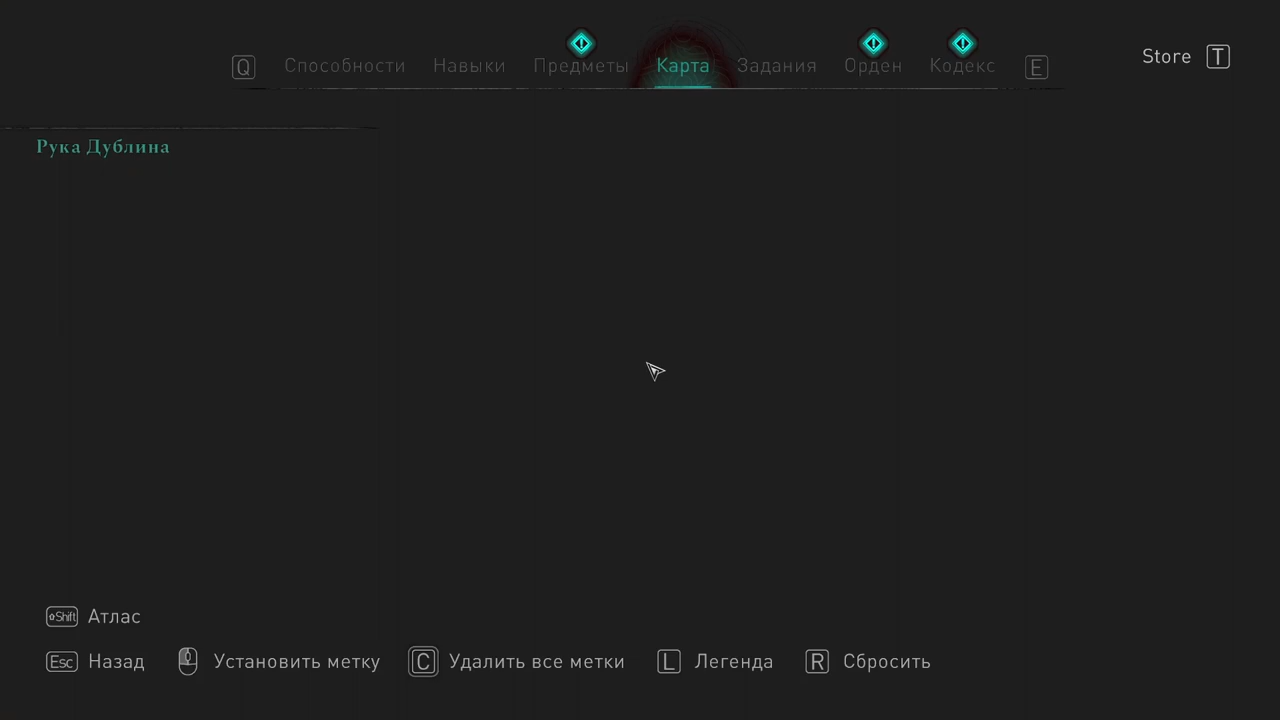 Q Способности Навыки Предметы Карта Задания Орден Кодекс E Store T
Рука Дублина
Shift Атлас
Esc Назад Установить метку C Удалить все метки L Легенда R Сбросить